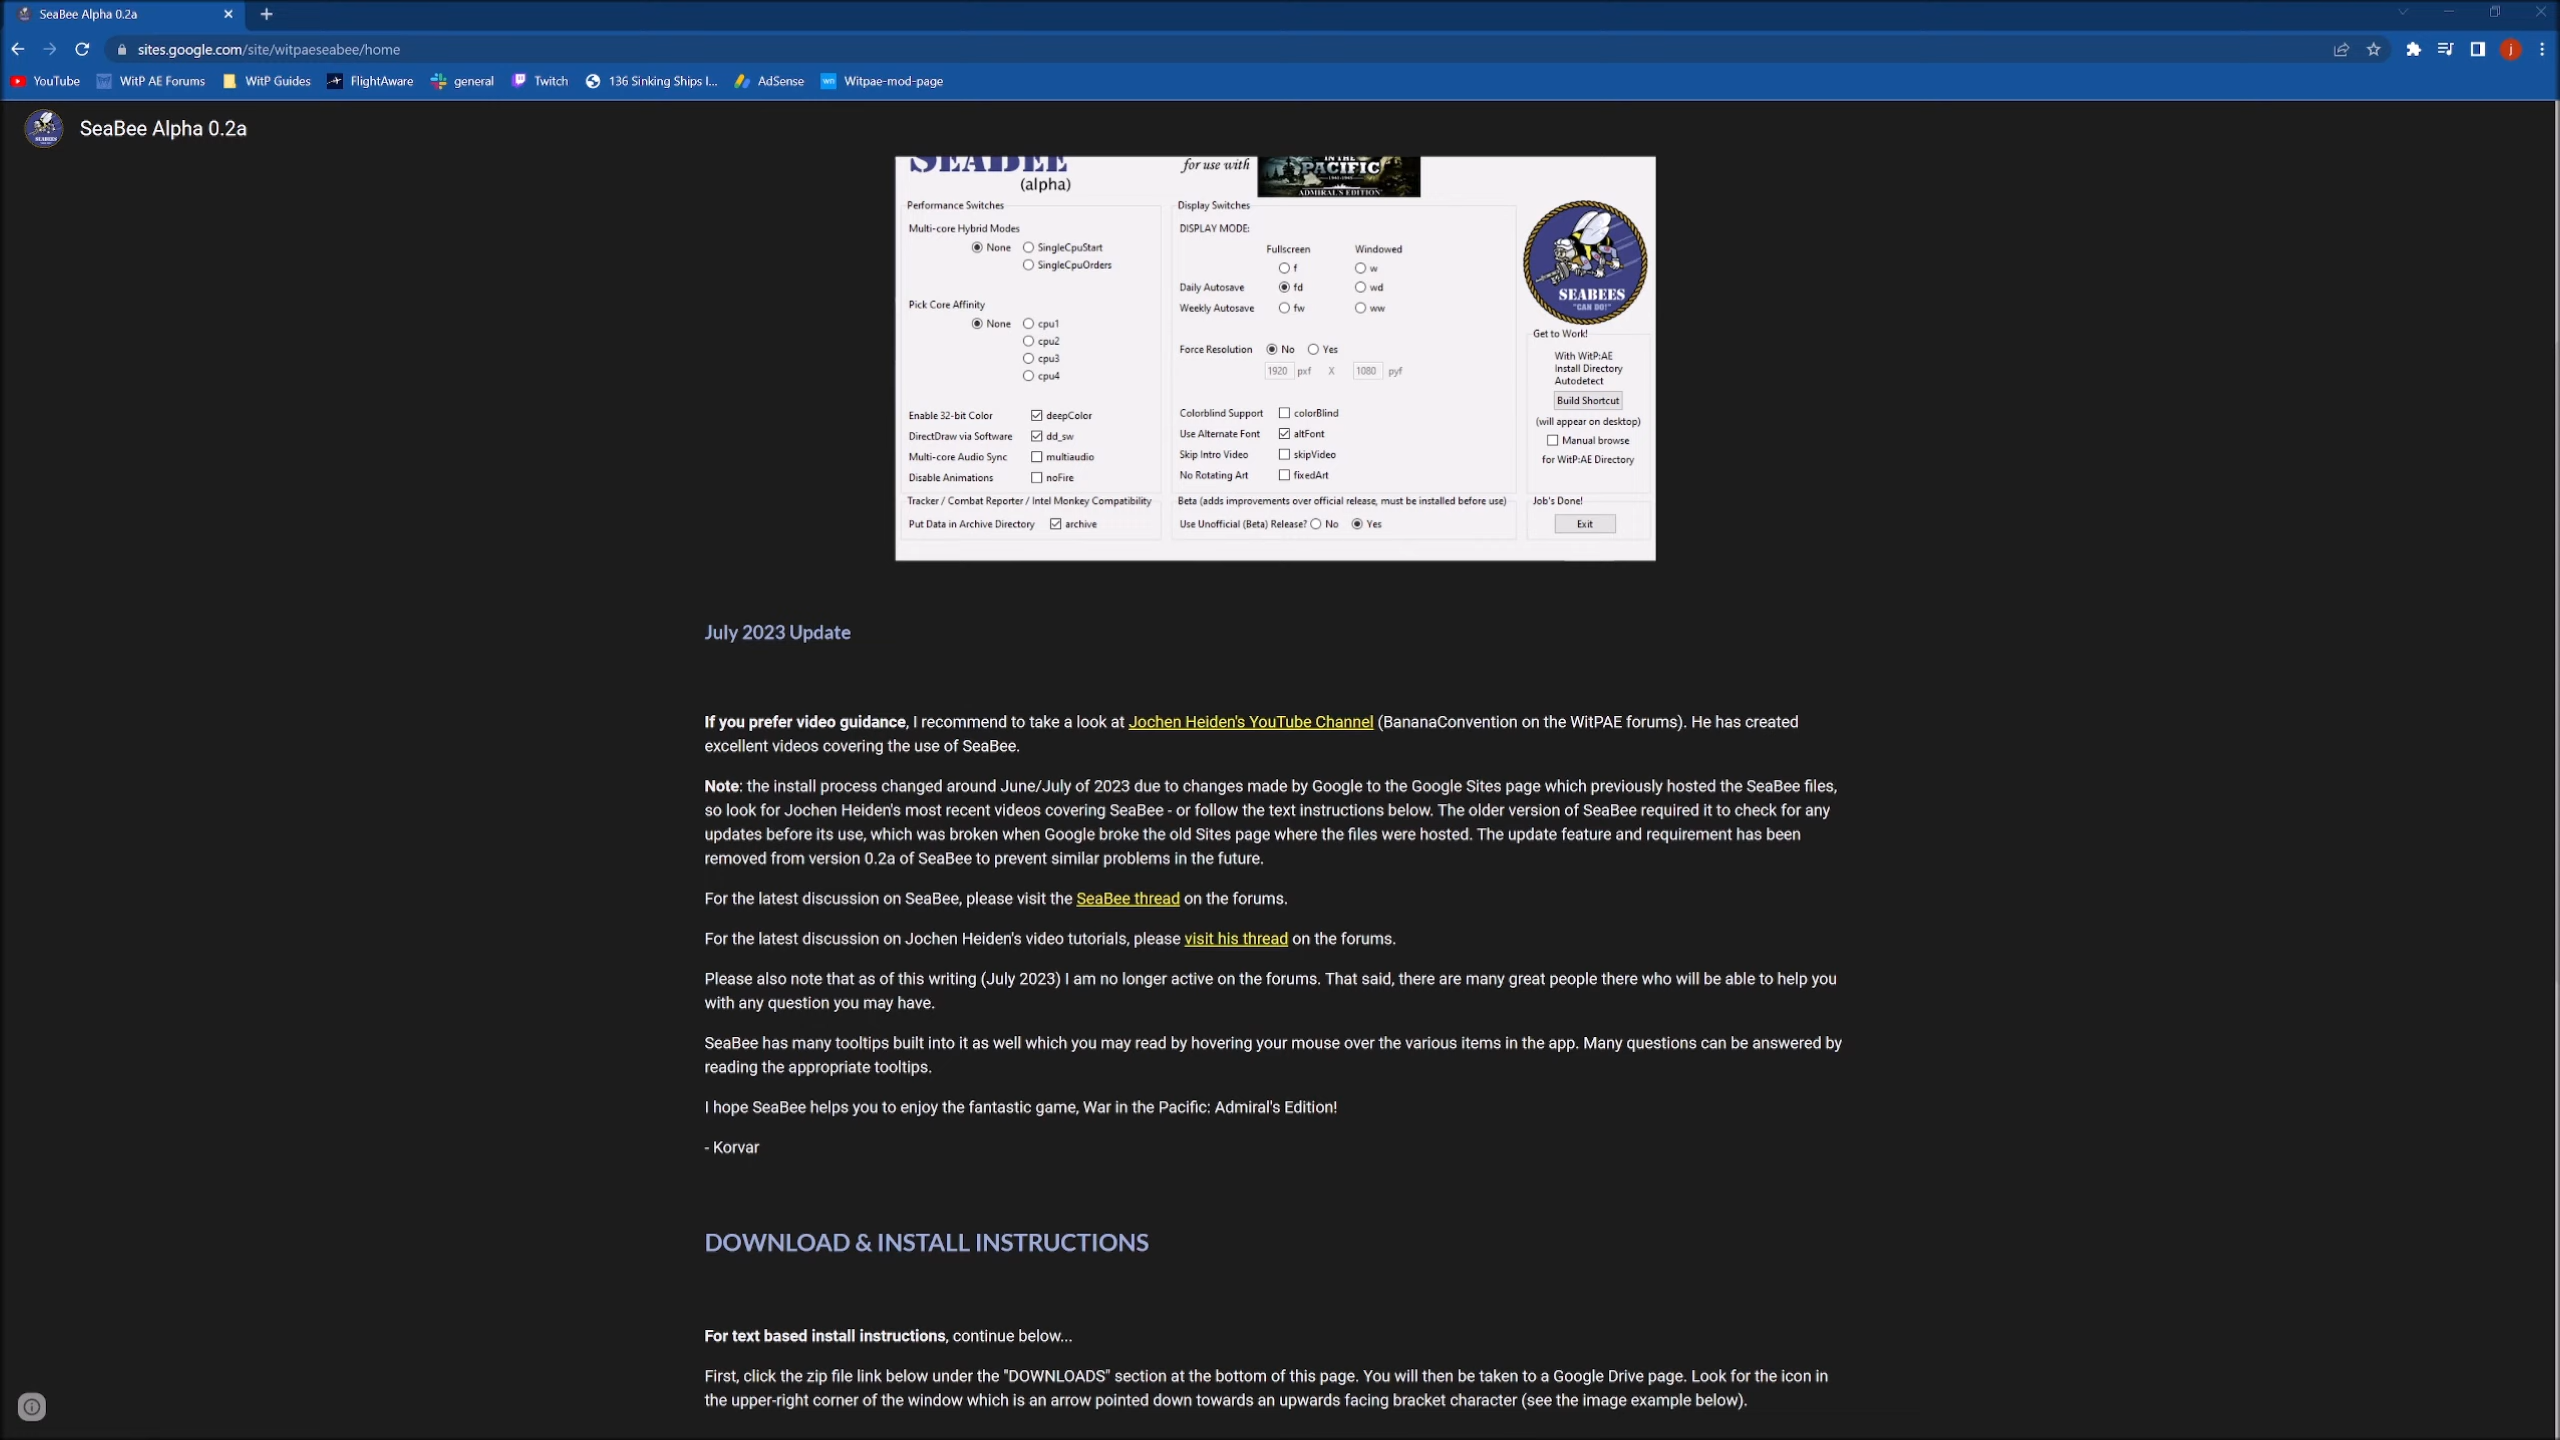 SeaBee Alpha 0.2a
sites.google.com/site/witpaeseabee/home
j
YouTube WitP AE Forums WitP Guides FlightAware general Twitch 136 Sinking Ships I... AdSense Witpae-mod-page
SeaBee Alpha 0.2a
SEABEE for use with IN THE
(alpha) PACIFIC
ADMIRAL'S EDITION
Performance Switches
Multi-core Hybrid Modes
None SingleCpuStart
SingleCpuOrders
Pick Core Affinity
None cpu1
cpu2
cpu3
cpu4
Enable 32-bit Color deepColor
DirectDraw via Software dd_sw
Multi-core Audio Sync multiaudio
Disable Animations noFire
Tracker / Combat Reporter / Intel Monkey Compatibility
Put Data in Archive Directory archive
Display Switches
DISPLAY MODE:
Fullscreen Windowed
f w
Daily Autosave fd wd
Weekly Autosave fw ww
Force Resolution No Yes
1920 pxf X 1080 pyf
Colorblind Support colorBlind
Use Alternate Font altFont
Skip Intro Video skipVideo
No Rotating Art fixedArt
Beta (adds improvements over official release, must be installed before use)
Use Unofficial (Beta) Release? No Yes
SEABEES
"CAN DO!"
Get to Work!
With WitP:AE
Install Directory
Autodetect
Build Shortcut
(will appear on desktop)
Manual browse
for WitP:AE Directory
Job's Done!
Exit
July 2023 Update
If you prefer video guidance, I recommend to take a look at Jochen Heiden's YouTube Channel (BananaConvention on the WitPAE forums). He has created
excellent videos covering the use of SeaBee.
Note: the install process changed around June/July of 2023 due to changes made by Google to the Google Sites page which previously hosted the SeaBee files,
so look for Jochen Heiden's most recent videos covering SeaBee - or follow the text instructions below. The older version of SeaBee required it to check for any
updates before its use, which was broken when Google broke the old Sites page where the files were hosted. The update feature and requirement has been
removed from version 0.2a of SeaBee to prevent similar problems in the future.
For the latest discussion on SeaBee, please visit the SeaBee thread on the forums.
For the latest discussion on Jochen Heiden's video tutorials, please visit his thread on the forums.
Please also note that as of this writing (July 2023) I am no longer active on the forums. That said, there are many great people there who will be able to help you
with any question you may have.
SeaBee has many tooltips built into it as well which you may read by hovering your mouse over the various items in the app. Many questions can be answered by
reading the appropriate tooltips.
I hope SeaBee helps you to enjoy the fantastic game, War in the Pacific: Admiral's Edition!
- Korvar
DOWNLOAD & INSTALL INSTRUCTIONS
For text based install instructions, continue below...
First, click the zip file link below under the "DOWNLOADS" section at the bottom of this page. You will then be taken to a Google Drive page. Look for the icon in
the upper-right corner of the window which is an arrow pointed down towards an upwards facing bracket character (see the image example below).